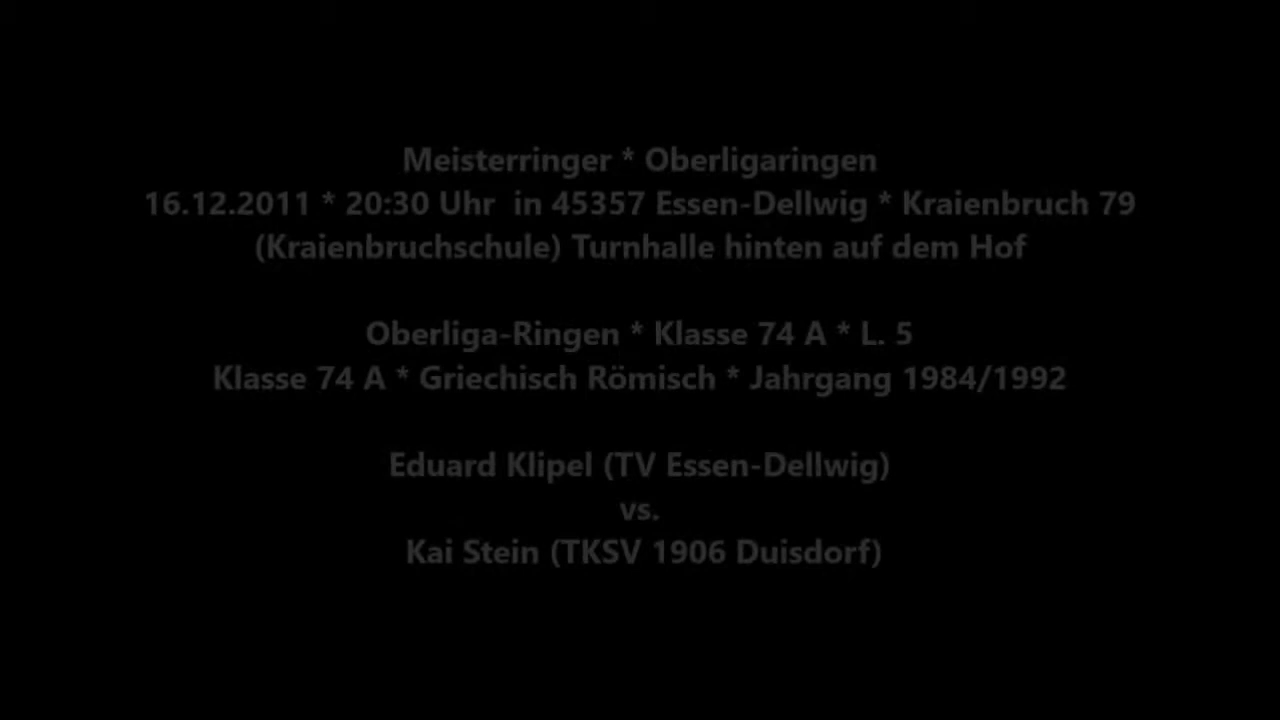 Meisterringer * Oberligaringen
16.12.2011 * 20:30 Uhr  in 45357 Essen-Dellwig * Kraienbruch 79
(Kraienbruchschule) Turnhalle hinten auf dem Hof
Oberliga-Ringen * Klasse 74 A * L. 5
Klasse 74 A * Griechisch Römisch * Jahrgang 1984/1992
Eduard Klipel (TV Essen-Dellwig)
vs.
Kai Stein (TKSV 1906 Duisdorf)